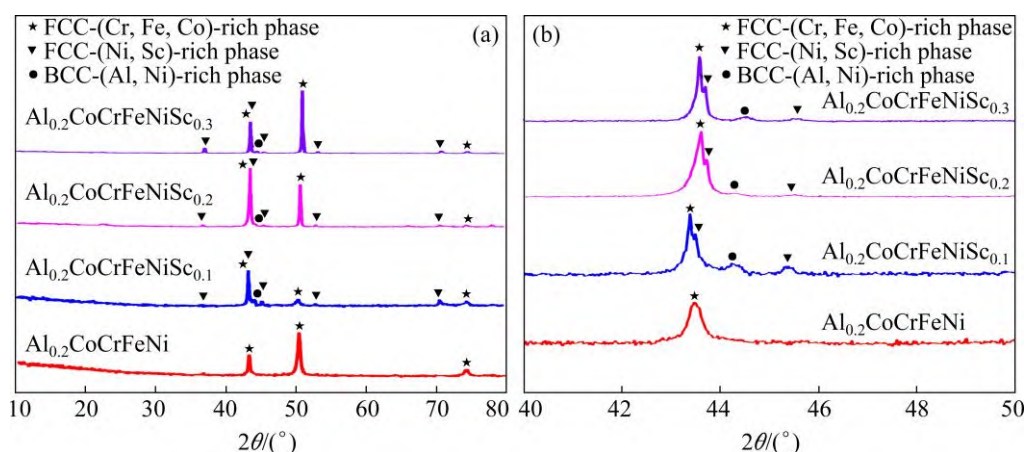 ★ FCC-(Cr, Fe, Co)-rich phase (a)
▼ FCC-(Ni, Sc)-rich phase
● BCC-(Al, Ni)-rich phase
Al0.2CoCrFeNiSc0.3
Al0.2CoCrFeNiSc0.2
Al0.2CoCrFeNiSc0.1
Al0.2CoCrFeNi
10 20 30 40 50 60 70 80
2θ/(°)
(b) ★ FCC-(Cr, Fe, Co)-rich phase
▼ FCC-(Ni, Sc)-rich phase
● BCC-(Al, Ni)-rich phase
Al0.2CoCrFeNiSc0.3
Al0.2CoCrFeNiSc0.2
Al0.2CoCrFeNiSc0.1
Al0.2CoCrFeNi
40 42 44 46 48 50
2θ/(°)